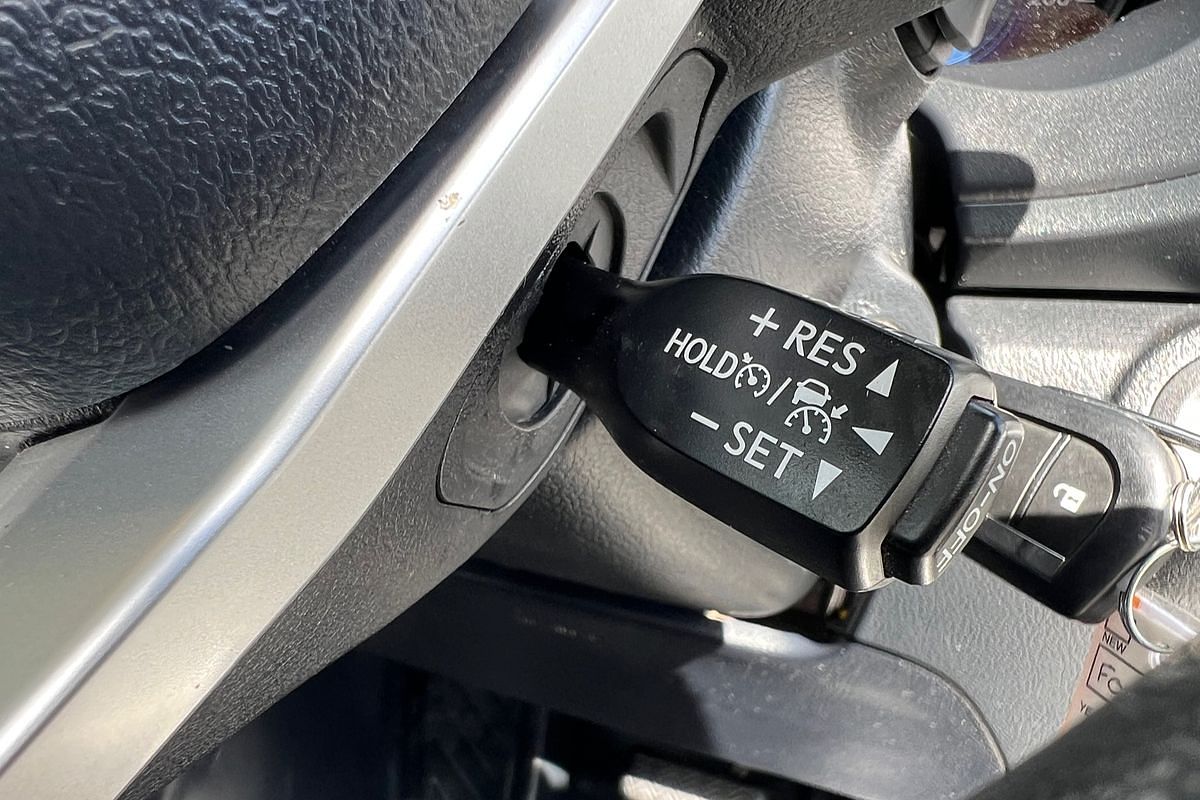 + RES
HOLD /
− SET
ON-OFF
NEW